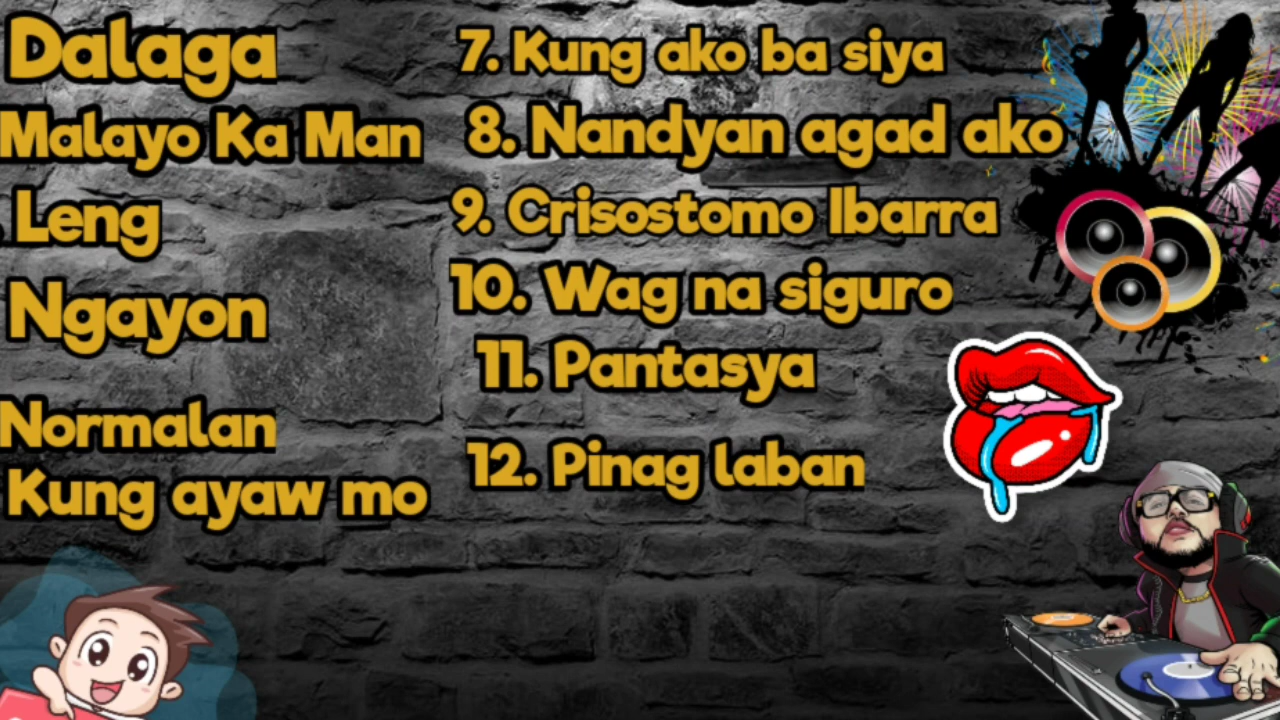 Dalaga
Malayo Ka Man
Leng
Ngayon
Normalan
Kung ayaw mo
7. Kung ako ba siya
8. Nandyan agad ako
9. Crisostomo Ibarra
10. Wag na siguro
11. Pantasya
12. Pinag laban